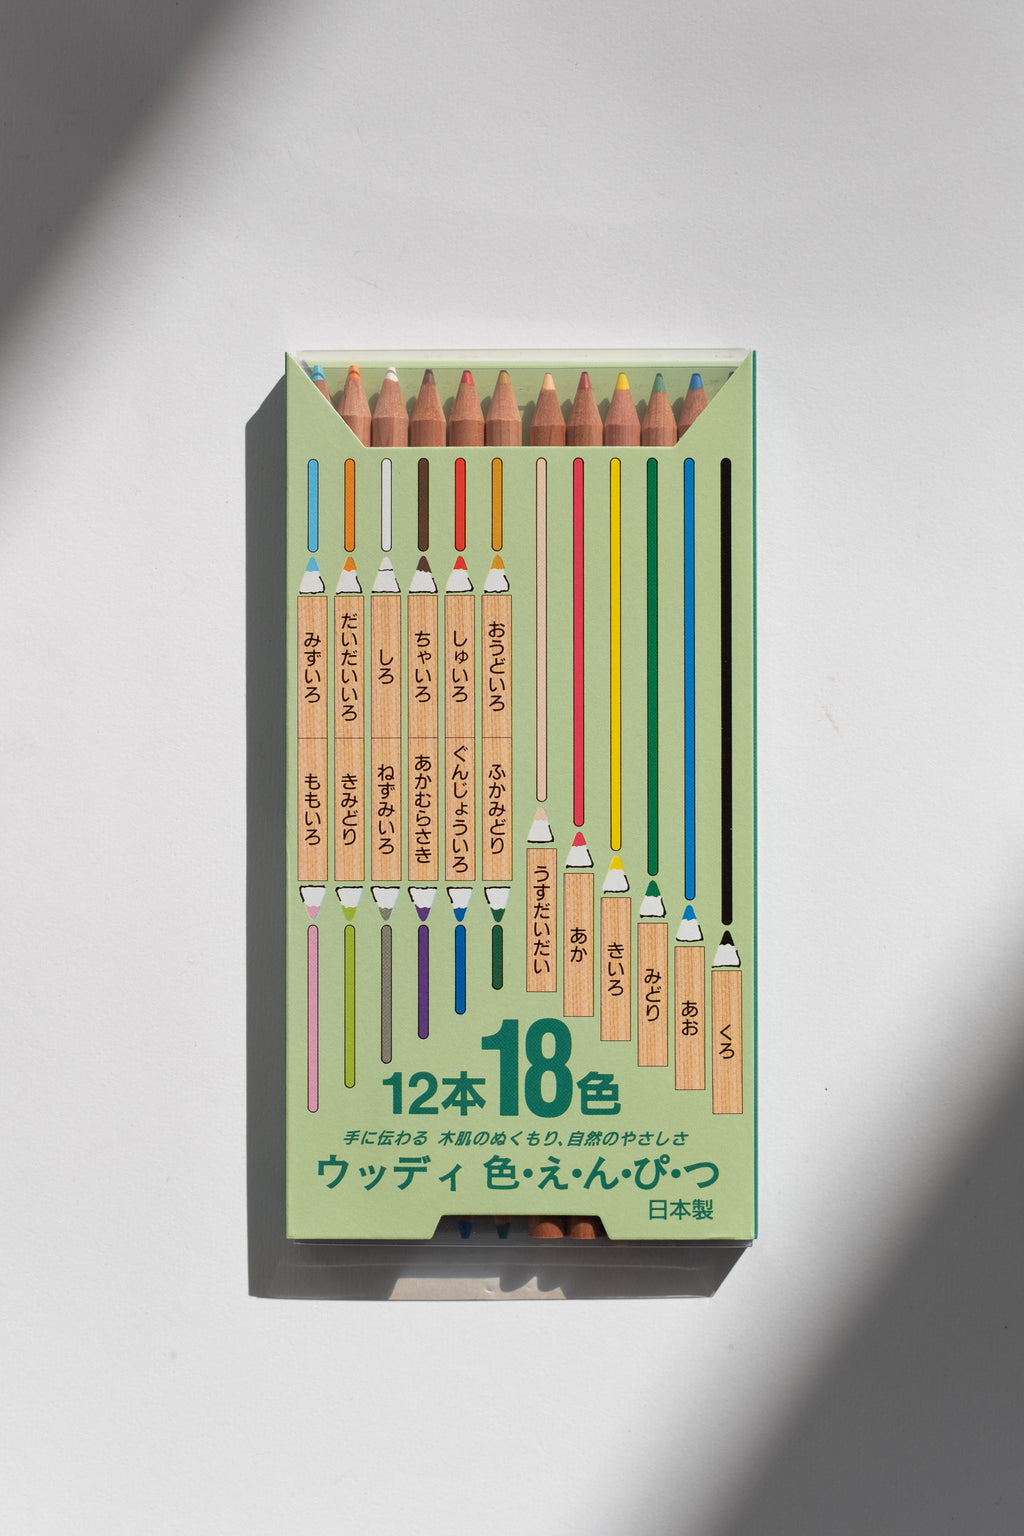 みずいろ
だいだいいろ
しろ
ちゃいろ
しゅいろ
おうどいろ
ももいろ
きみどり
ねずみいろ
あかむらさき
ぐんじょういろ
ふかみどり
うすだいだい
あか
きいろ
みどり
あお
くろ
12本18色
手に伝わる 木肌のぬくもり、自然のやさしさ
ウッディ 色・え・ん・ぴ・つ
日本製